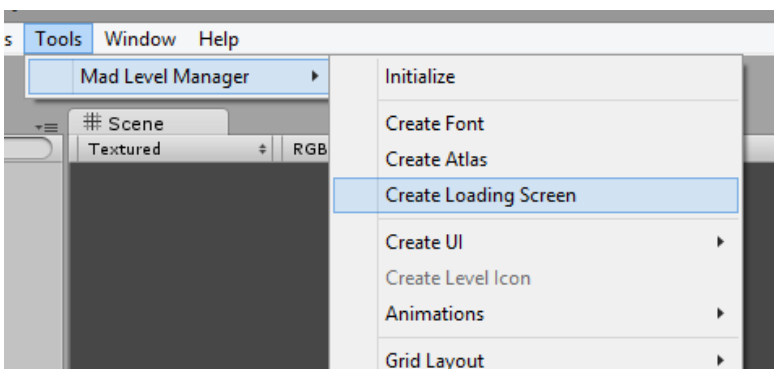 s Tools Window Help
Mad Level Manager
Initialize
# Scene
Create Font
Textured
RGB
Create Atlas
Create Loading Screen
Create UI
Create Level Icon
Animations
Grid Layout